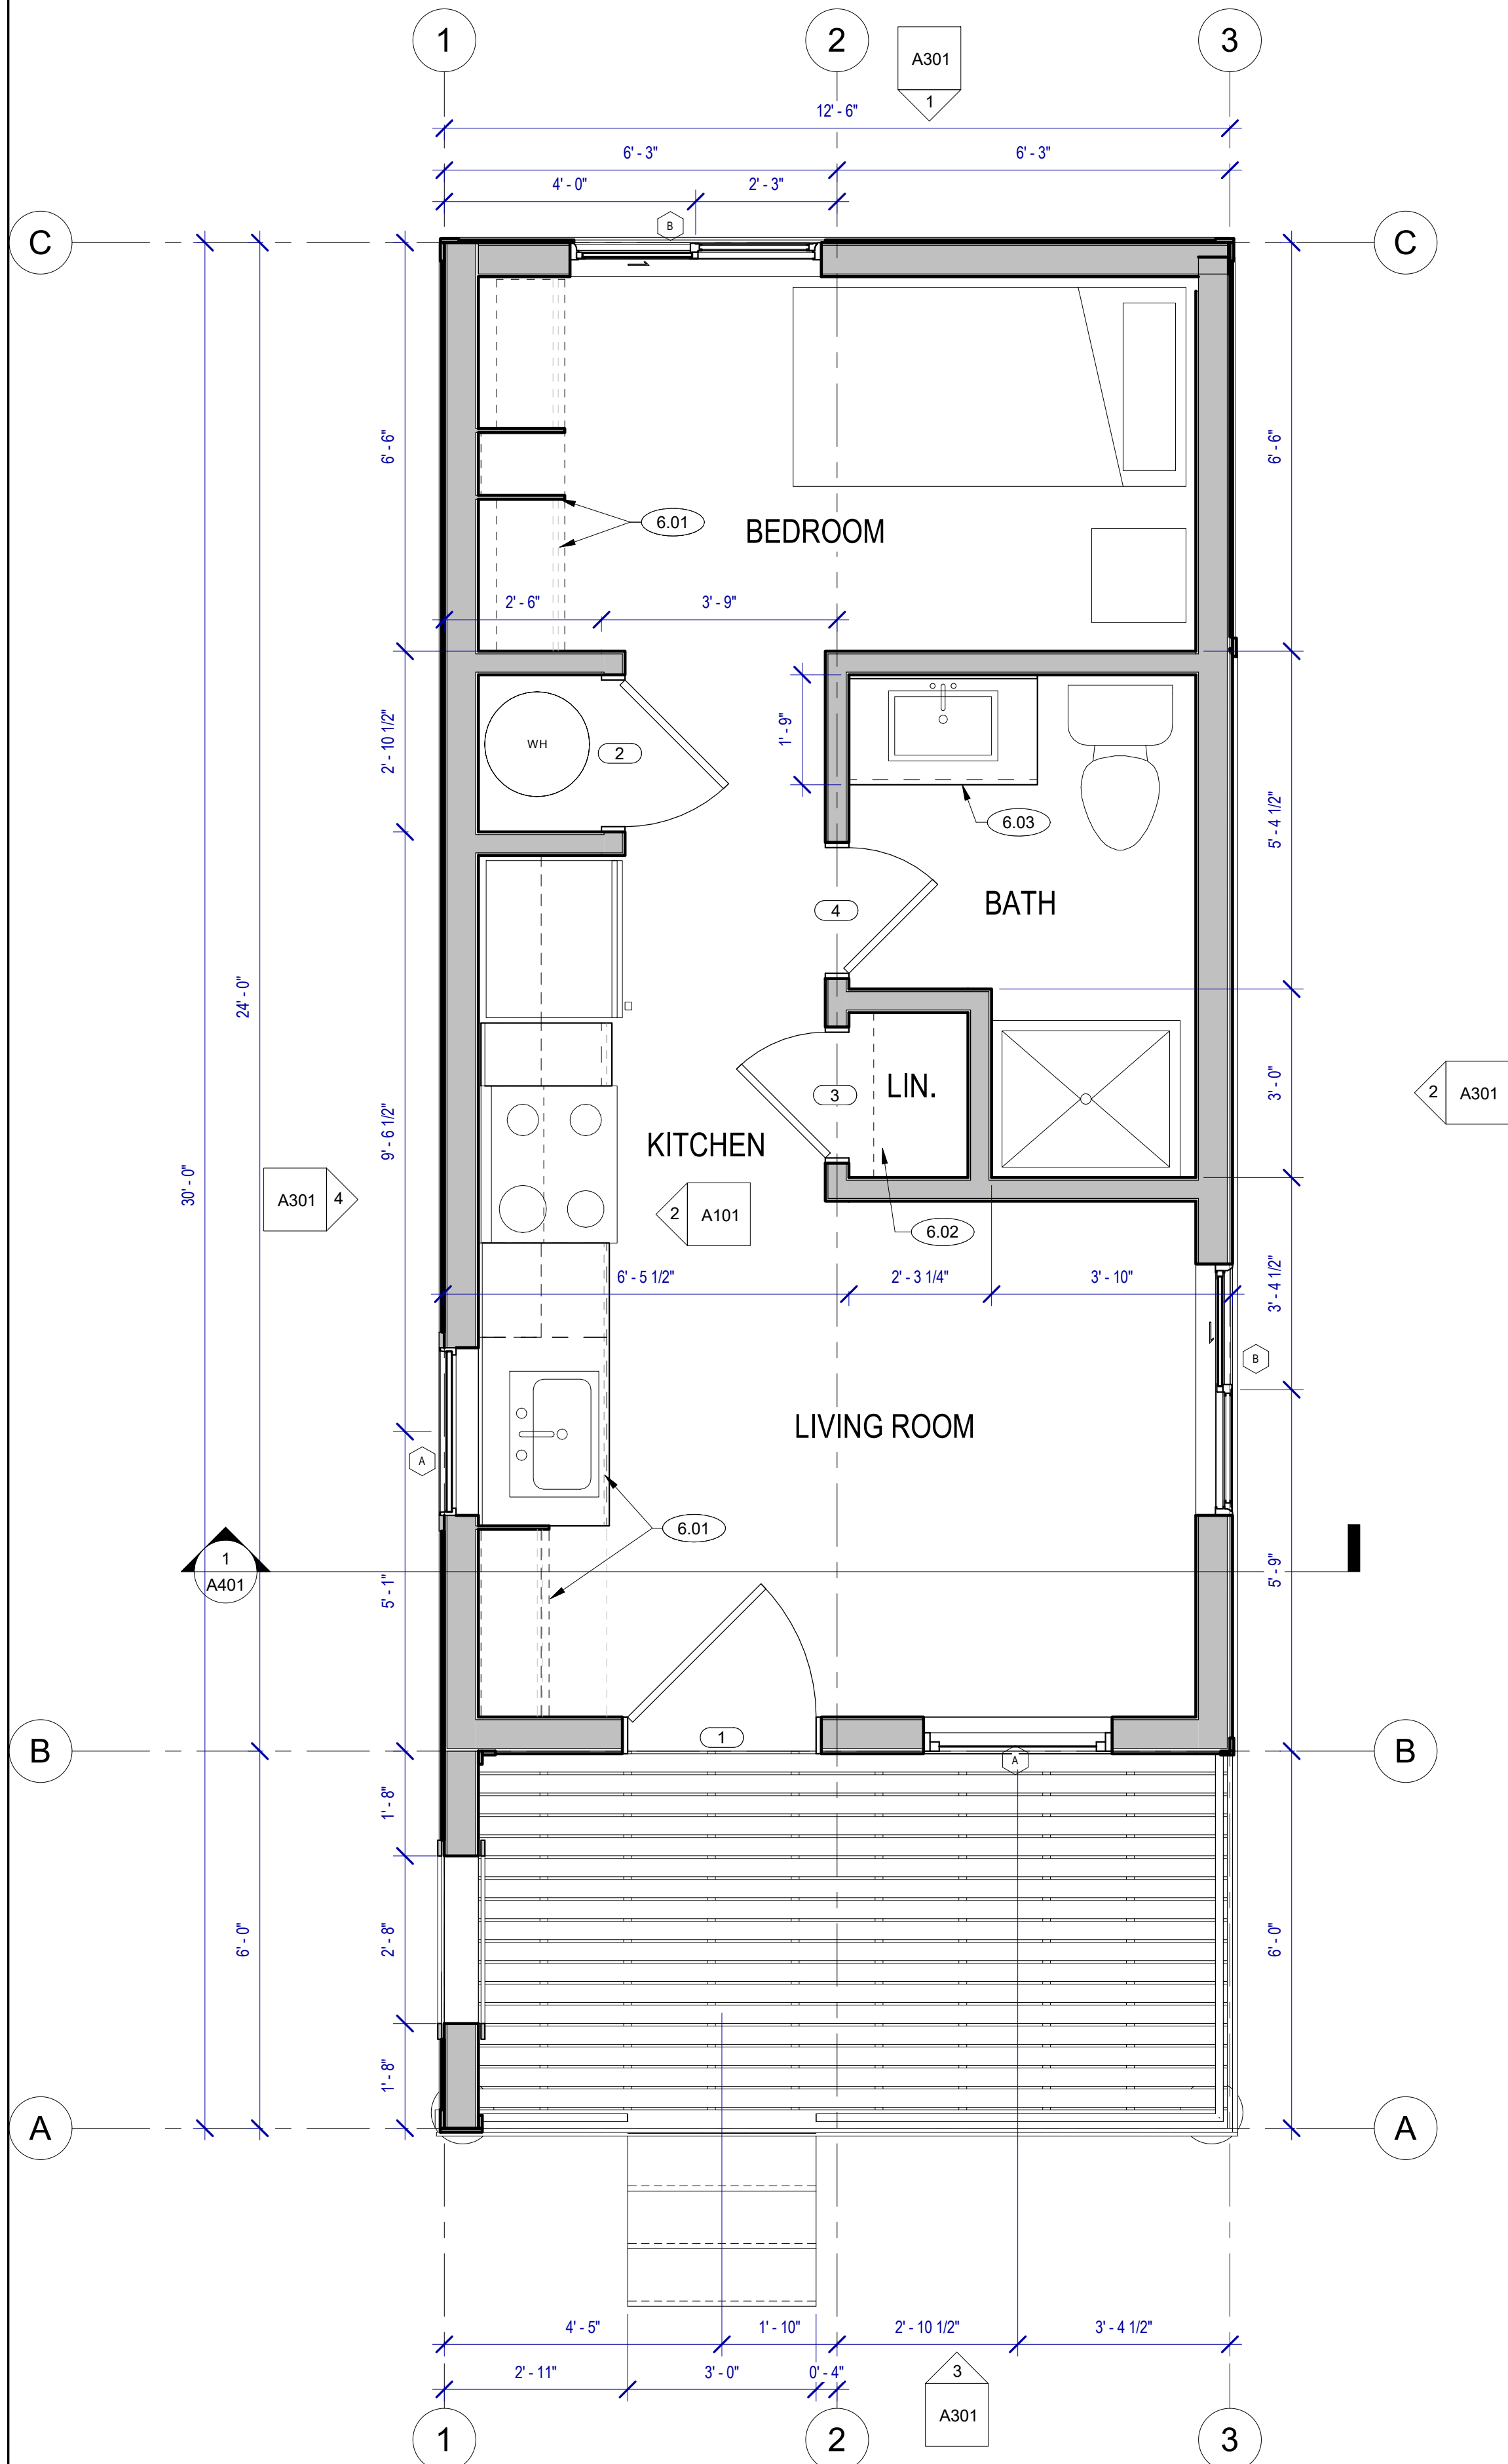 1
2
3
A301
1
12' - 6"
6' - 3"
6' - 3"
4' - 0"
2' - 3"
B
C
C
6' - 6"
6' - 6"
6.01
BEDROOM
2' - 6"
3' - 9"
2' - 10 1/2"
WH
2
1' - 9"
6.03
5' - 4 1/2"
4
BATH
24' - 0"
3
LIN.
3' - 0"
2
A301
9' - 6 1/2"
KITCHEN
30' - 0"
A301
4
2
A101
6.02
6' - 5 1/2"
2' - 3 1/4"
3' - 10"
3' - 4 1/2"
B
LIVING ROOM
A
6.01
1
A401
5' - 1"
5' - 9"
B
1
A
B
1' - 8"
6' - 0"
2' - 8"
6' - 0"
1' - 8"
A
A
4' - 5"
1' - 10"
2' - 10 1/2"
3' - 4 1/2"
2' - 11"
3' - 0"
0' - 4"
3
A301
1
2
3